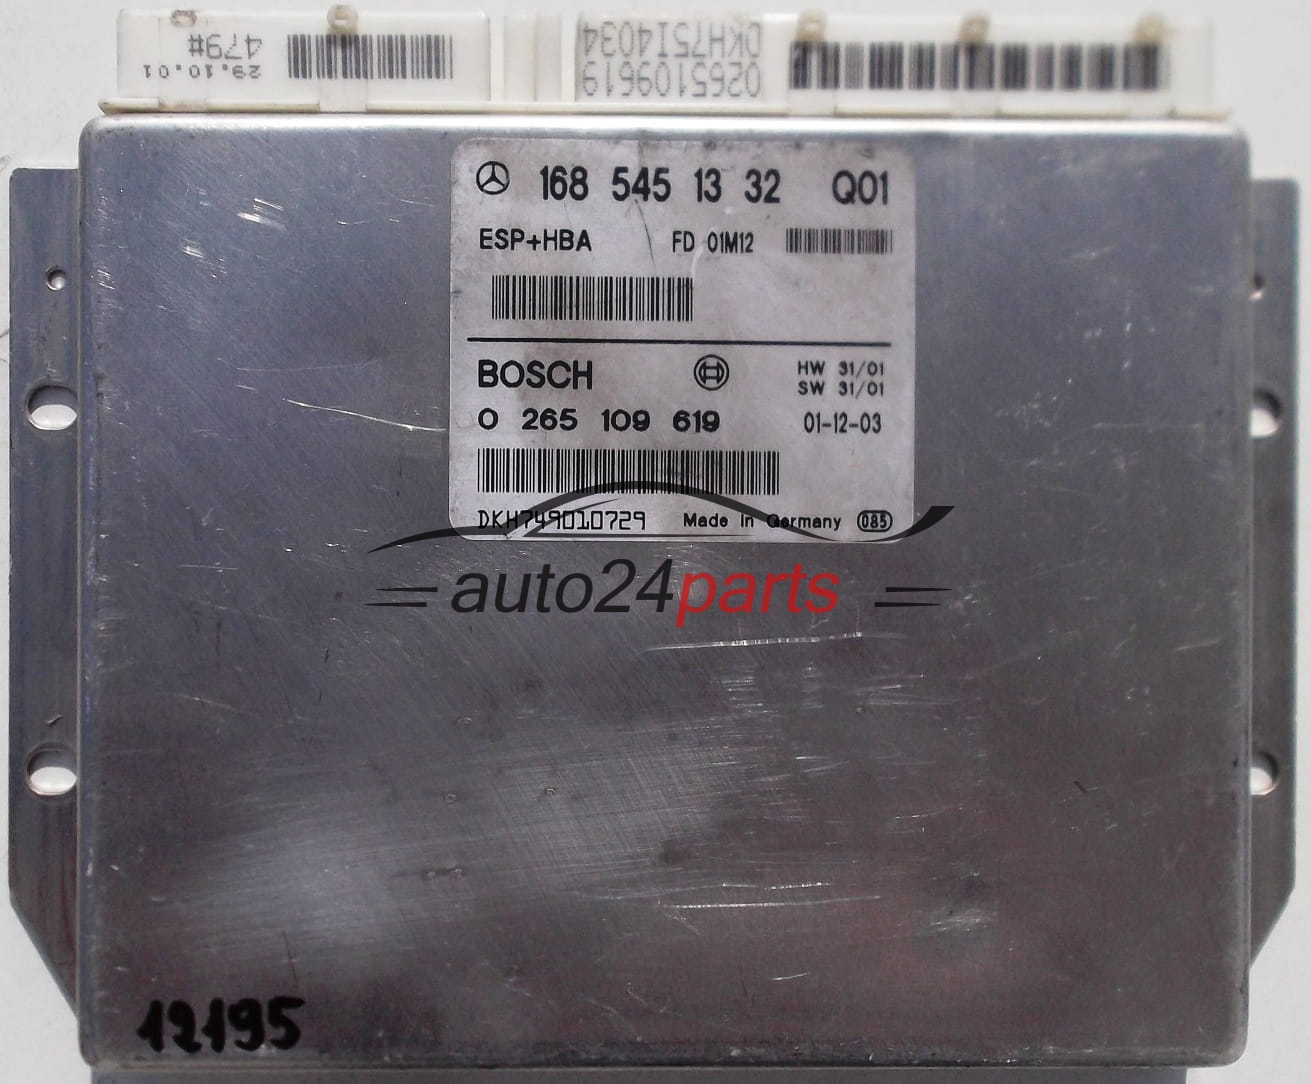 29.10.01
479#
0265109619
DKH75I4034
168 545 13 32 Q01
ESP+HBA FD 01M12
BOSCH HW 31/01
SW 31/01
0 265 109 619 01-12-03
DKH749010729 Made in Germany 085
auto24parts
12195